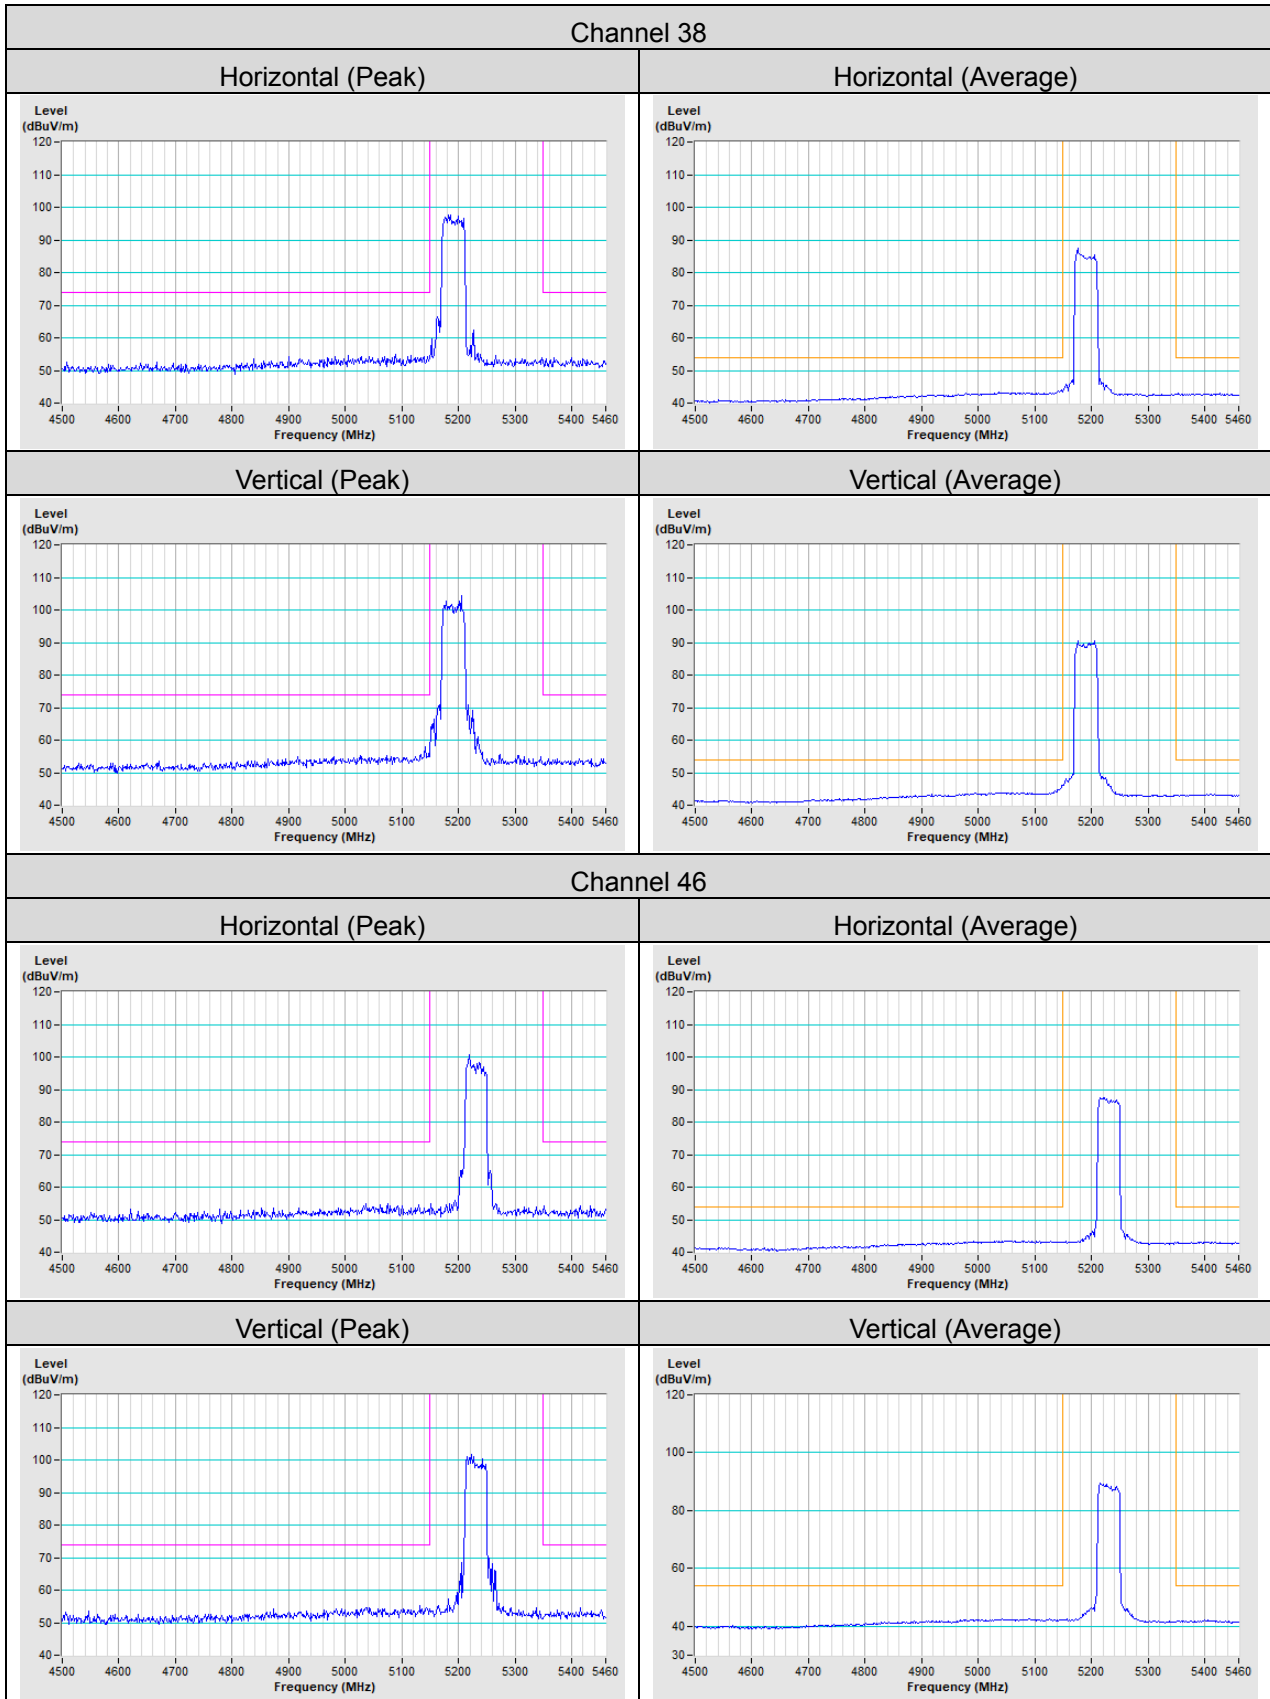 Channel 38
Horizontal (Peak) Horizontal (Average)
Level Level
(dBuV/m) (dBuV/m)
120 120
110 110
100 100
90 90
80 80
70 70
60 60
50 50
40 40
4500 4600 4700 4800 4900 5000 5100 5200 5300 5400 5460 4500 4600 4700 4800 4900 5000 5100 5200 5300 5400 5460
Frequency (MHz) Frequency (MHz)
Vertical (Peak) Vertical (Average)
Level Level
(dBuV/m) (dBuV/m)
120 120
110 110
100 100
90 90
80 80
70 70
60 60
50 50
40 40
4500 4600 4700 4800 4900 5000 5100 5200 5300 5400 5460 4500 4600 4700 4800 4900 5000 5100 5200 5300 5400 5460
Frequency (MHz) Frequency (MHz)
Channel 46
Horizontal (Peak) Horizontal (Average)
Level Level
(dBuV/m) (dBuV/m)
120 120
110 110
100 100
90 90
80 80
70 70
60 60
50 50
40 40
4500 4600 4700 4800 4900 5000 5100 5200 5300 5400 5460 4500 4600 4700 4800 4900 5000 5100 5200 5300 5400 5460
Frequency (MHz) Frequency (MHz)
Vertical (Peak) Vertical (Average)
Level Level
(dBuV/m) (dBuV/m)
120 120
110
100 100
90
80 80
70
60 60
50
40 40
30
4500 4600 4700 4800 4900 5000 5100 5200 5300 5400 5460 4500 4600 4700 4800 4900 5000 5100 5200 5300 5400 5460
Frequency (MHz) Frequency (MHz)